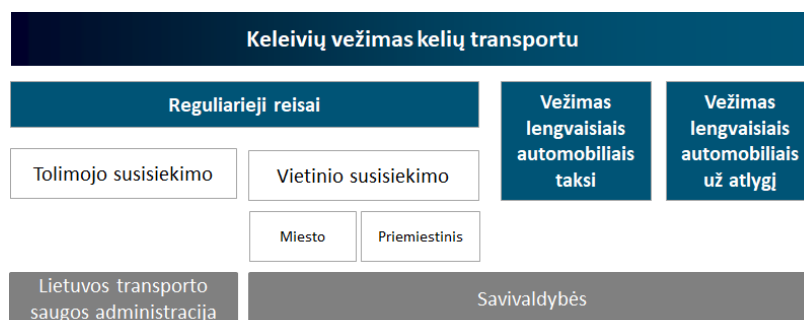 Keleivių vežimas kelių transportu
Reguliarieji reisai
Vežimas
lengvaisiais
automobiliais
taksi
Vežimas
lengvaisiais
automobiliais
už atlygį
Tolimojo susisiekimo
Vietinio susisiekimo
Miesto
Priemiestinis
Lietuvos transporto
saugos administracija
Savivaldybės